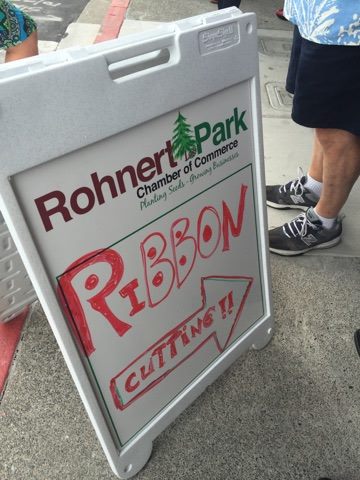 Rohnert Park
Chamber of Commerce
Planting Seeds - Growing Businesses
RIBBON
CUTTING!!